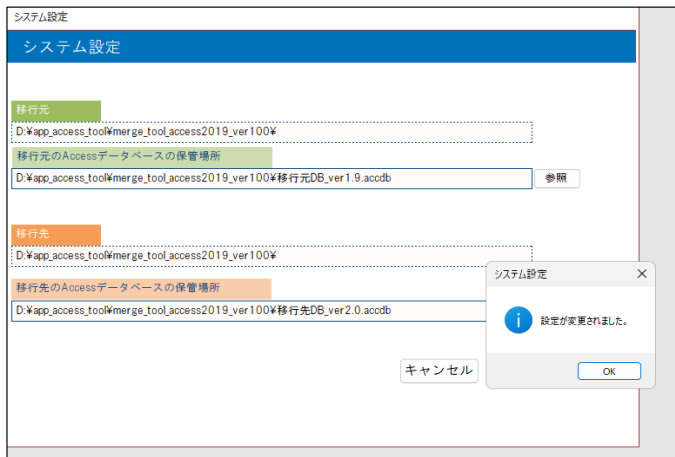 システム設定
システム設定
移行元
D:¥app_access_tool¥merge_tool_access2019_ver100¥
移行元のAccessデータベースの保管場所
D:¥app_access_tool¥merge_tool_access2019_ver100¥移行元DB_ver1.9.accdb
参照
移行先
D:¥app_access_tool¥merge_tool_access2019_ver100¥
移行先のAccessデータベースの保管場所
D:¥app_access_tool¥merge_tool_access2019_ver100¥移行先DB_ver2.0.accdb
キャンセル
システム設定
設定が変更されました。
OK